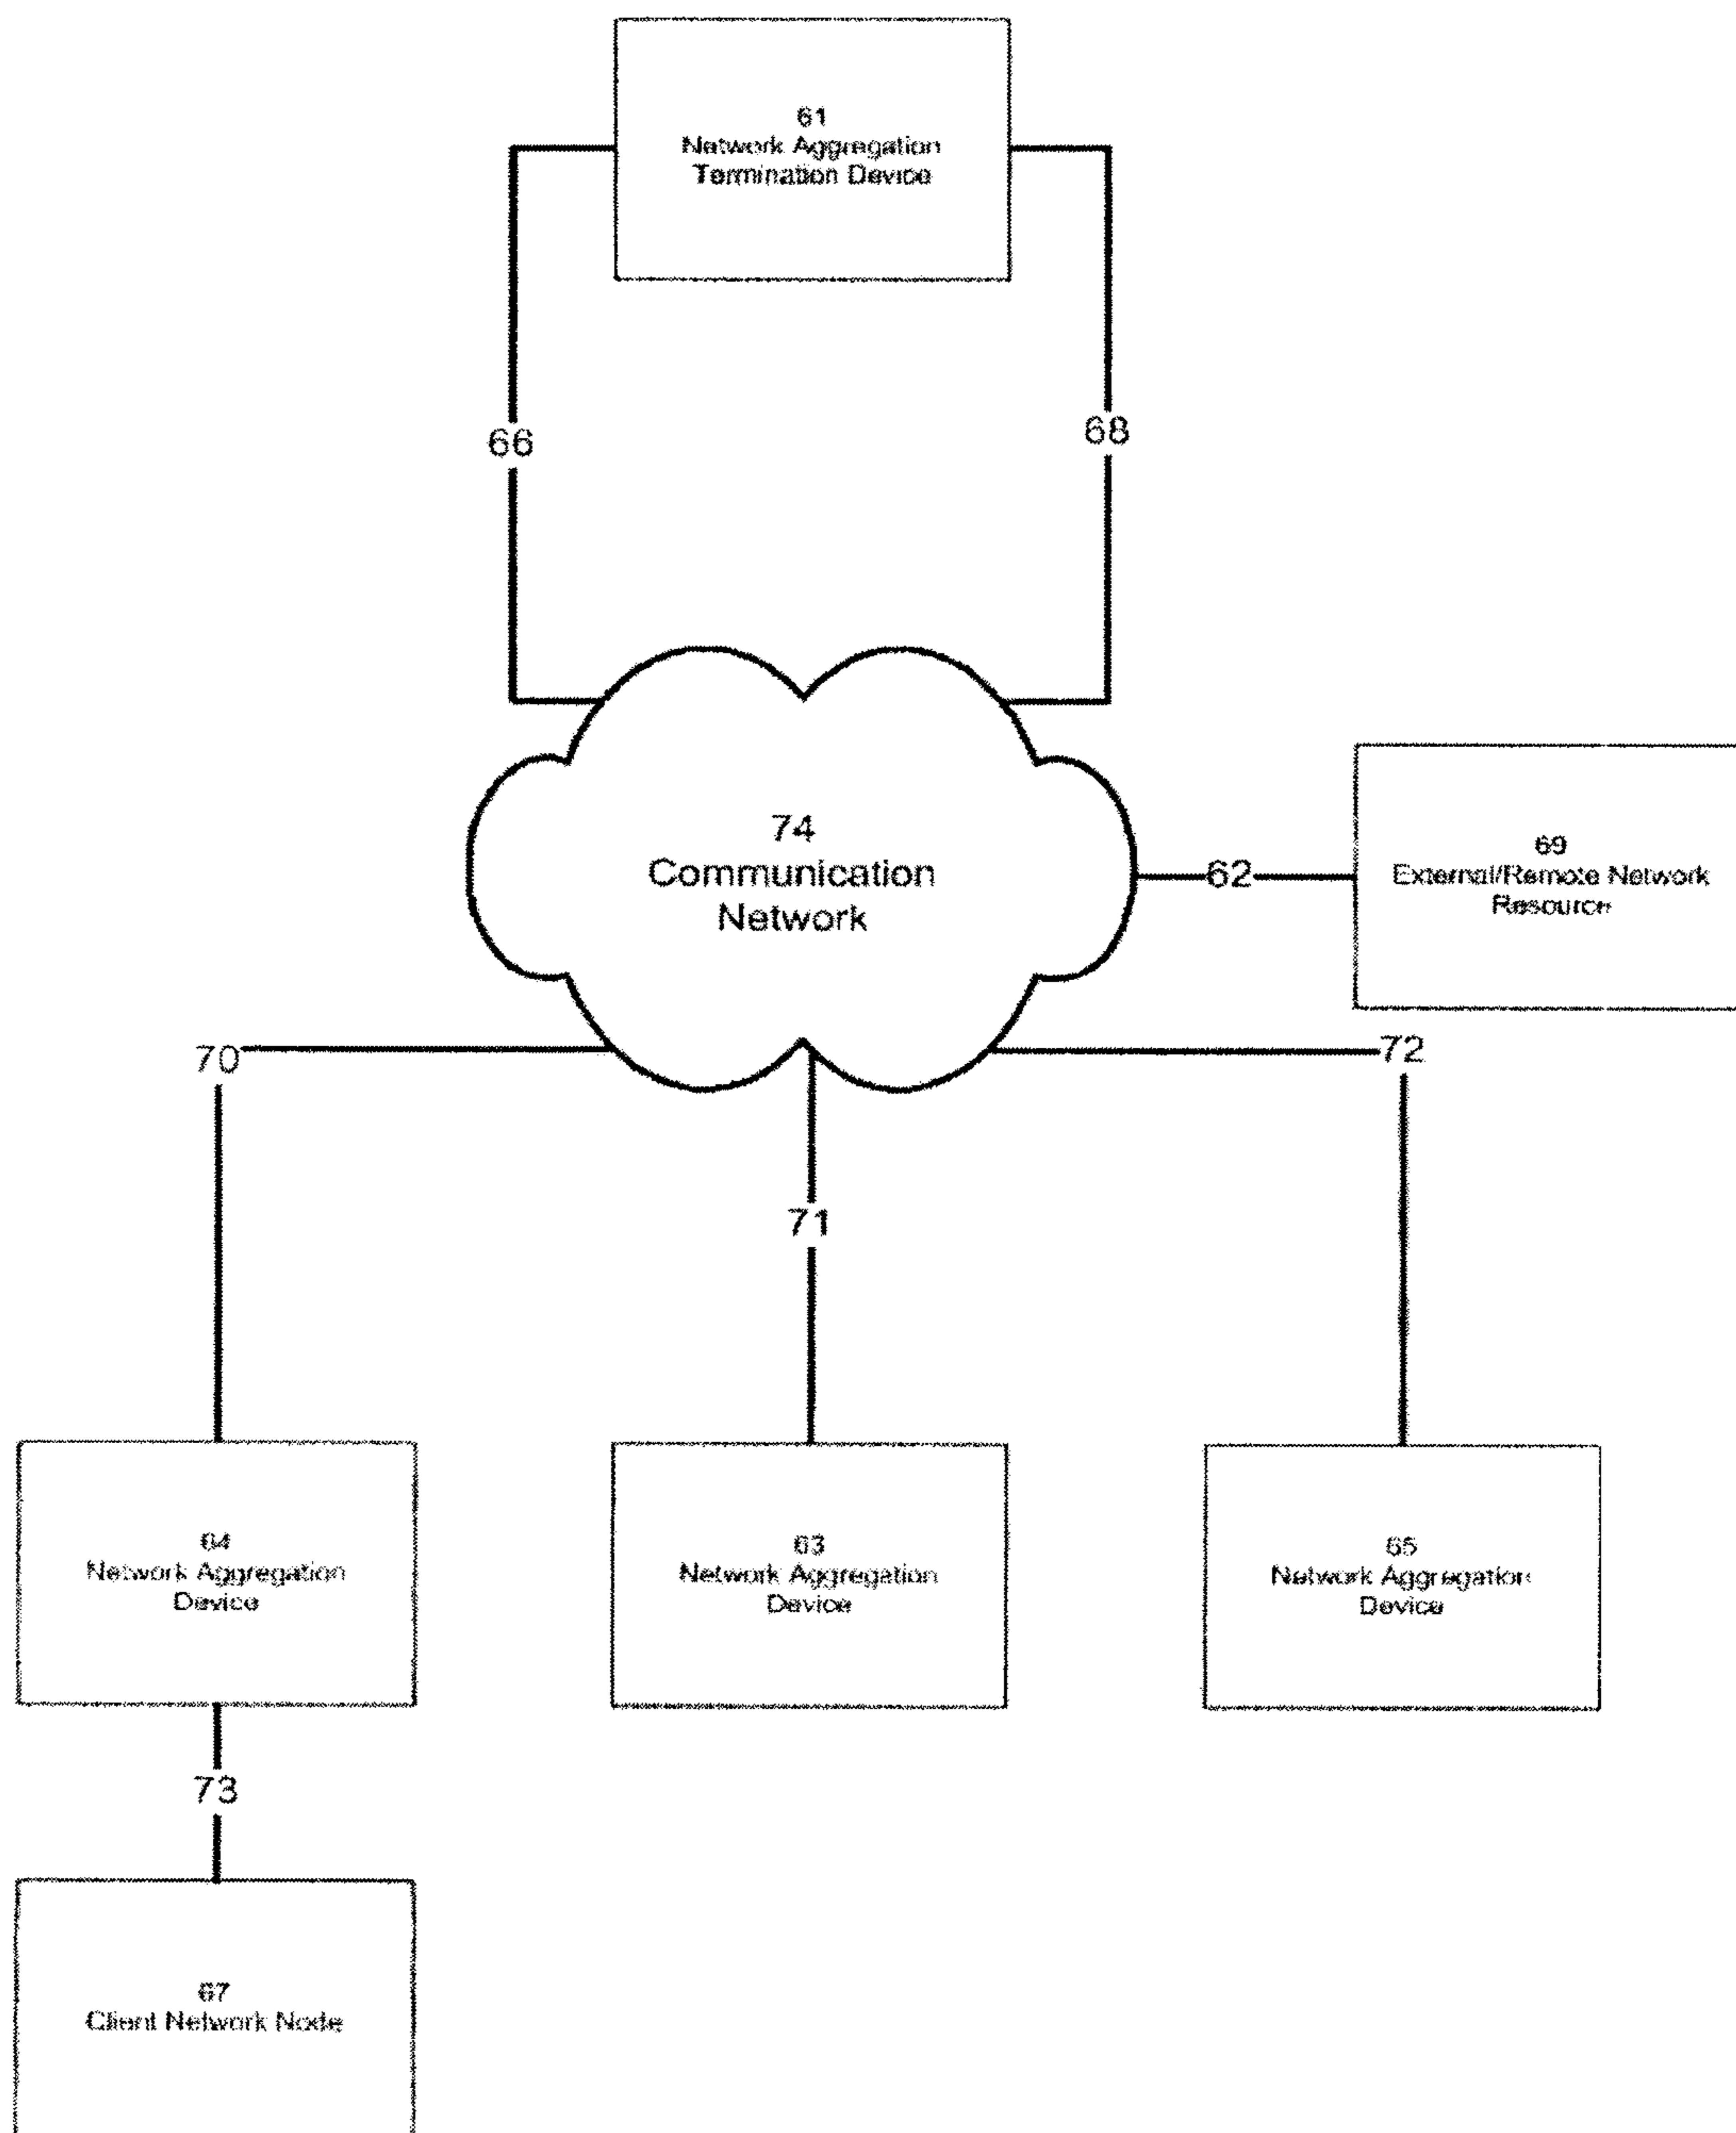 61
Network Aggregation
Termination Device
66
68
74
Communication
Network
62
69
External/Remote Network
Resource
70
72
71
64
Network Aggregation
Device
63
Network Aggregation
Device
65
Network Aggregation
Device
73
67
Client Network Node